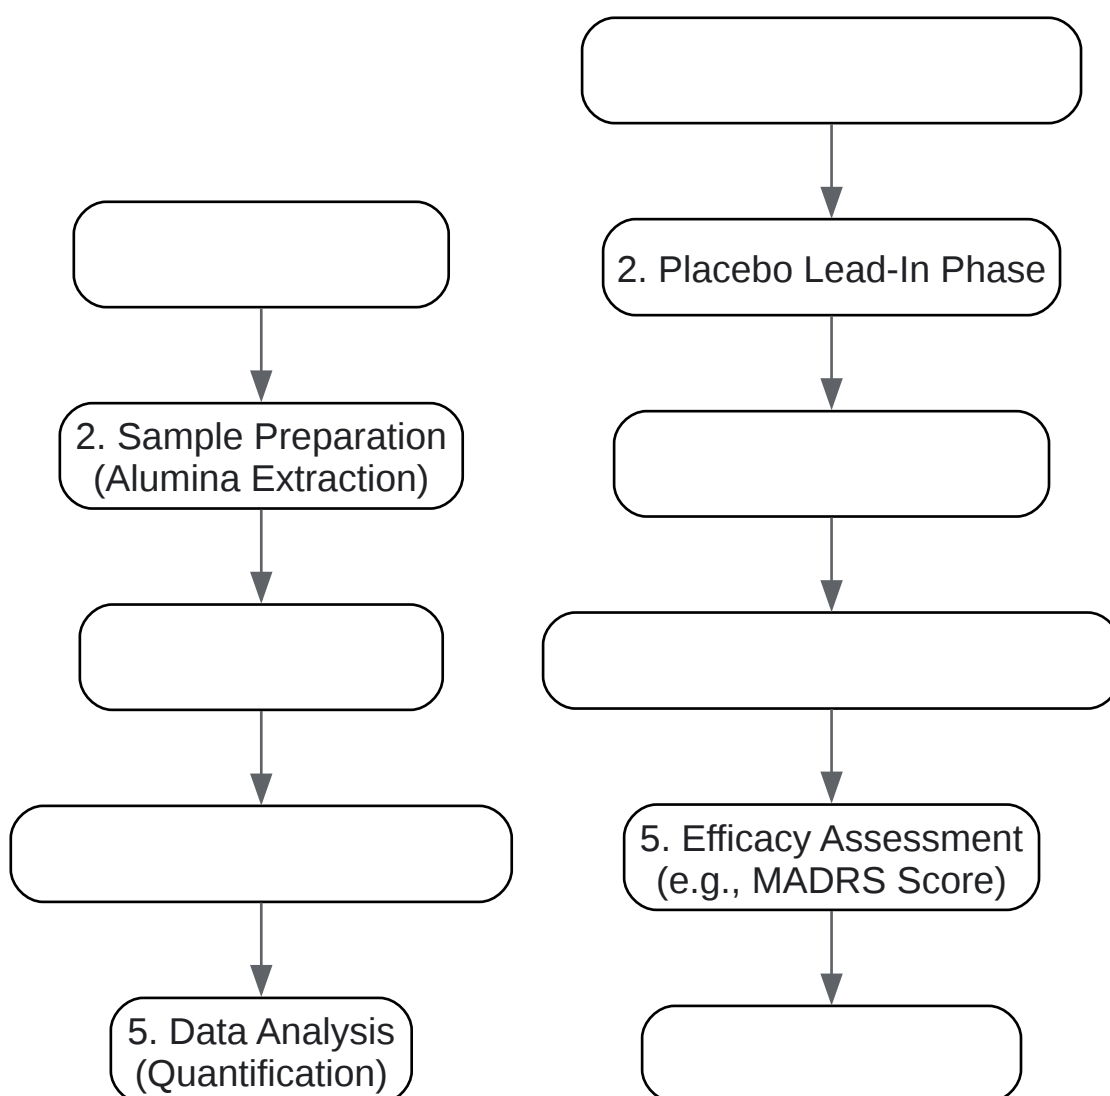 2. Placebo Lead-In Phase
2. Sample Preparation
(Alumina Extraction)
5. Efficacy Assessment
(e.g., MADRS Score)
5. Data Analysis
(Quantification)